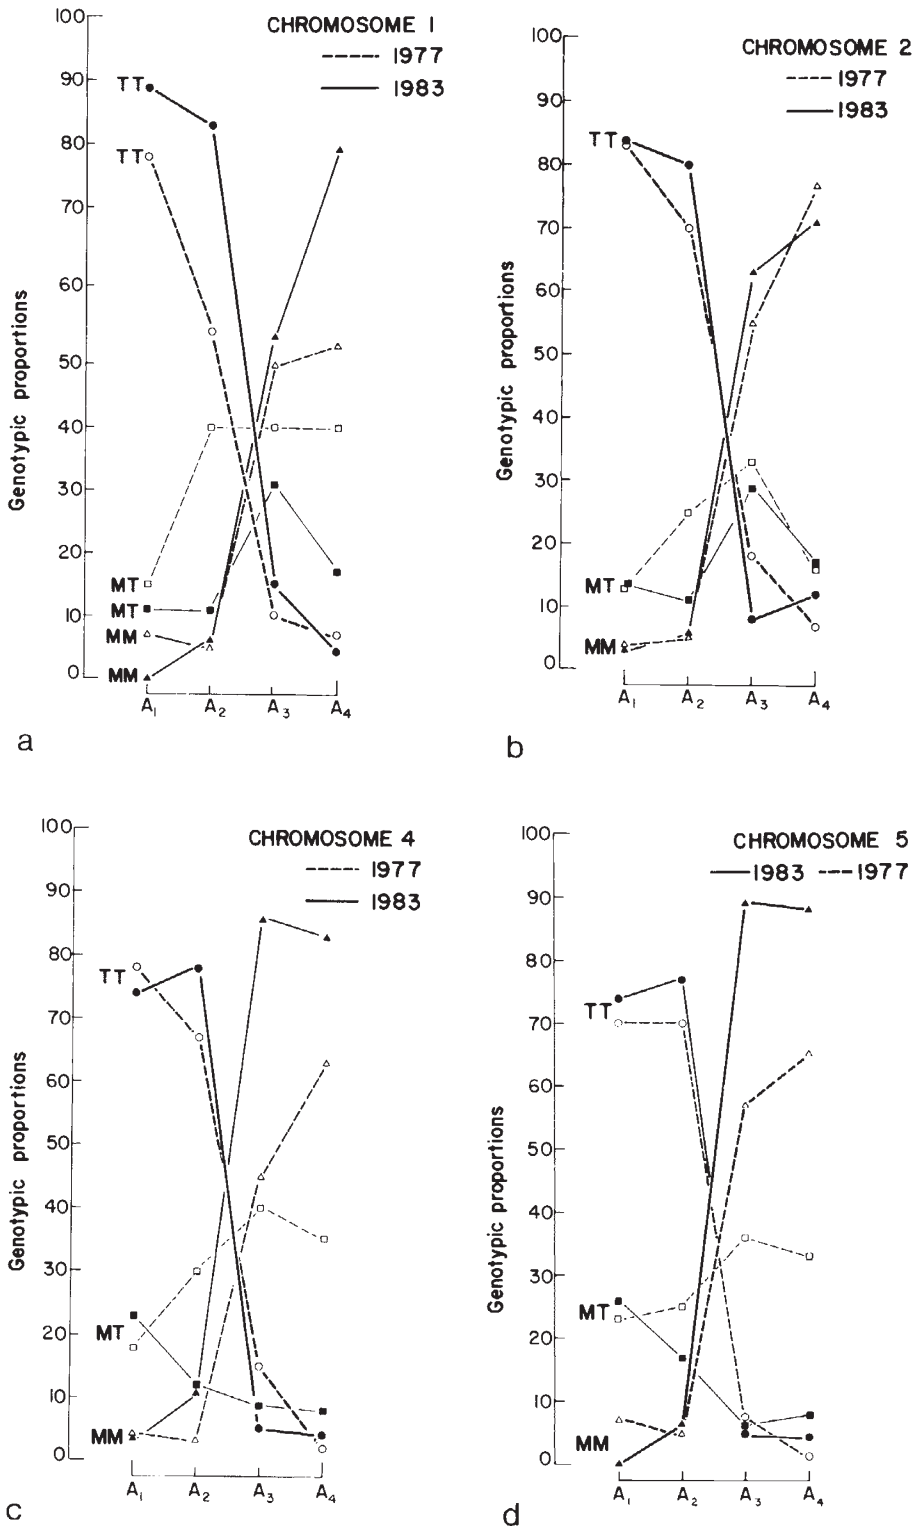 CHROMOSOME 1
1977
1983
100
90
80
70
60
50
40
30
20
10
0
Genotypic proportions
TT
TT
MT
MT
MM
MM
A1 A2 A3 A4
a
CHROMOSOME 2
1977
1983
100
90
80
70
60
50
40
30
20
10
0
Genotypic proportions
TT
MT
MM
A1 A2 A3 A4
b
CHROMOSOME 4
1977
1983
100
90
80
70
60
50
40
30
20
10
0
Genotypic proportions
TT
MT
MM
A1 A2 A3 A4
c
CHROMOSOME 5
1983 1977
100
90
80
70
60
50
40
30
20
10
0
Genotypic proportions
TT
MT
MM
A1 A2 A3 A4
d